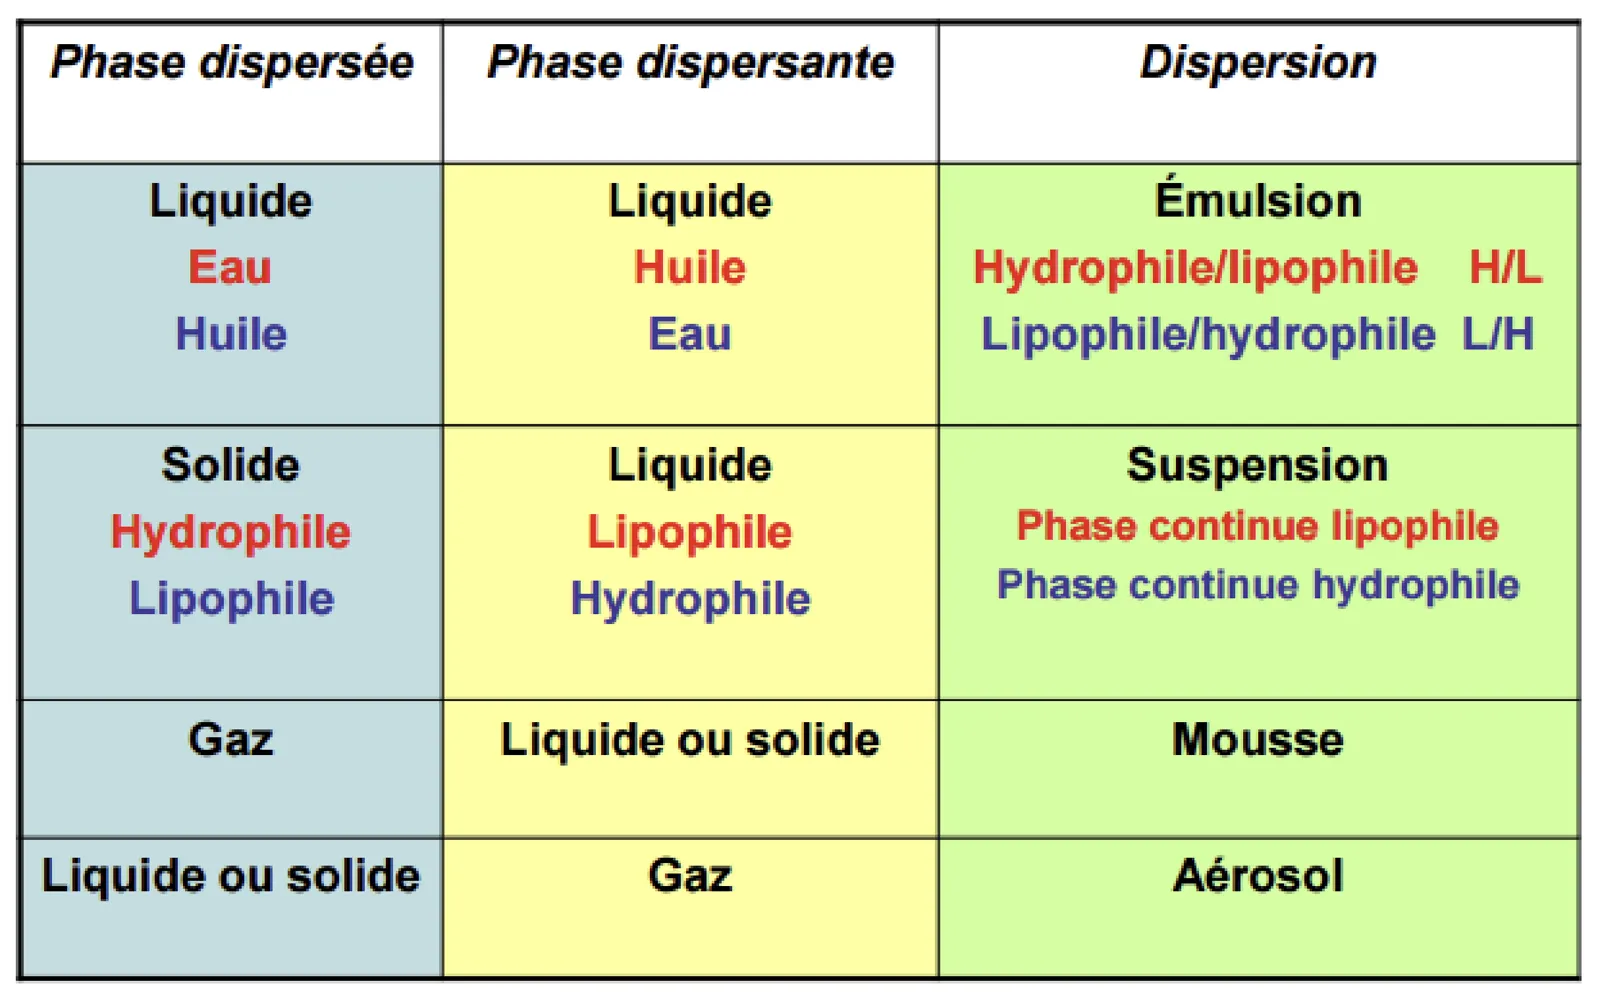 Phase dispersée Phase dispersante Dispersion
Liquide Liquide Émulsion
Eau Huile Hydrophile/lipophile H/L
Huile Eau Lipophile/hydrophile L/H
Solide Liquide Suspension
Hydrophile Lipophile Phase continue lipophile
Lipophile Hydrophile Phase continue hydrophile
Gaz Liquide ou solide Mousse
Liquide ou solide Gaz Aérosol